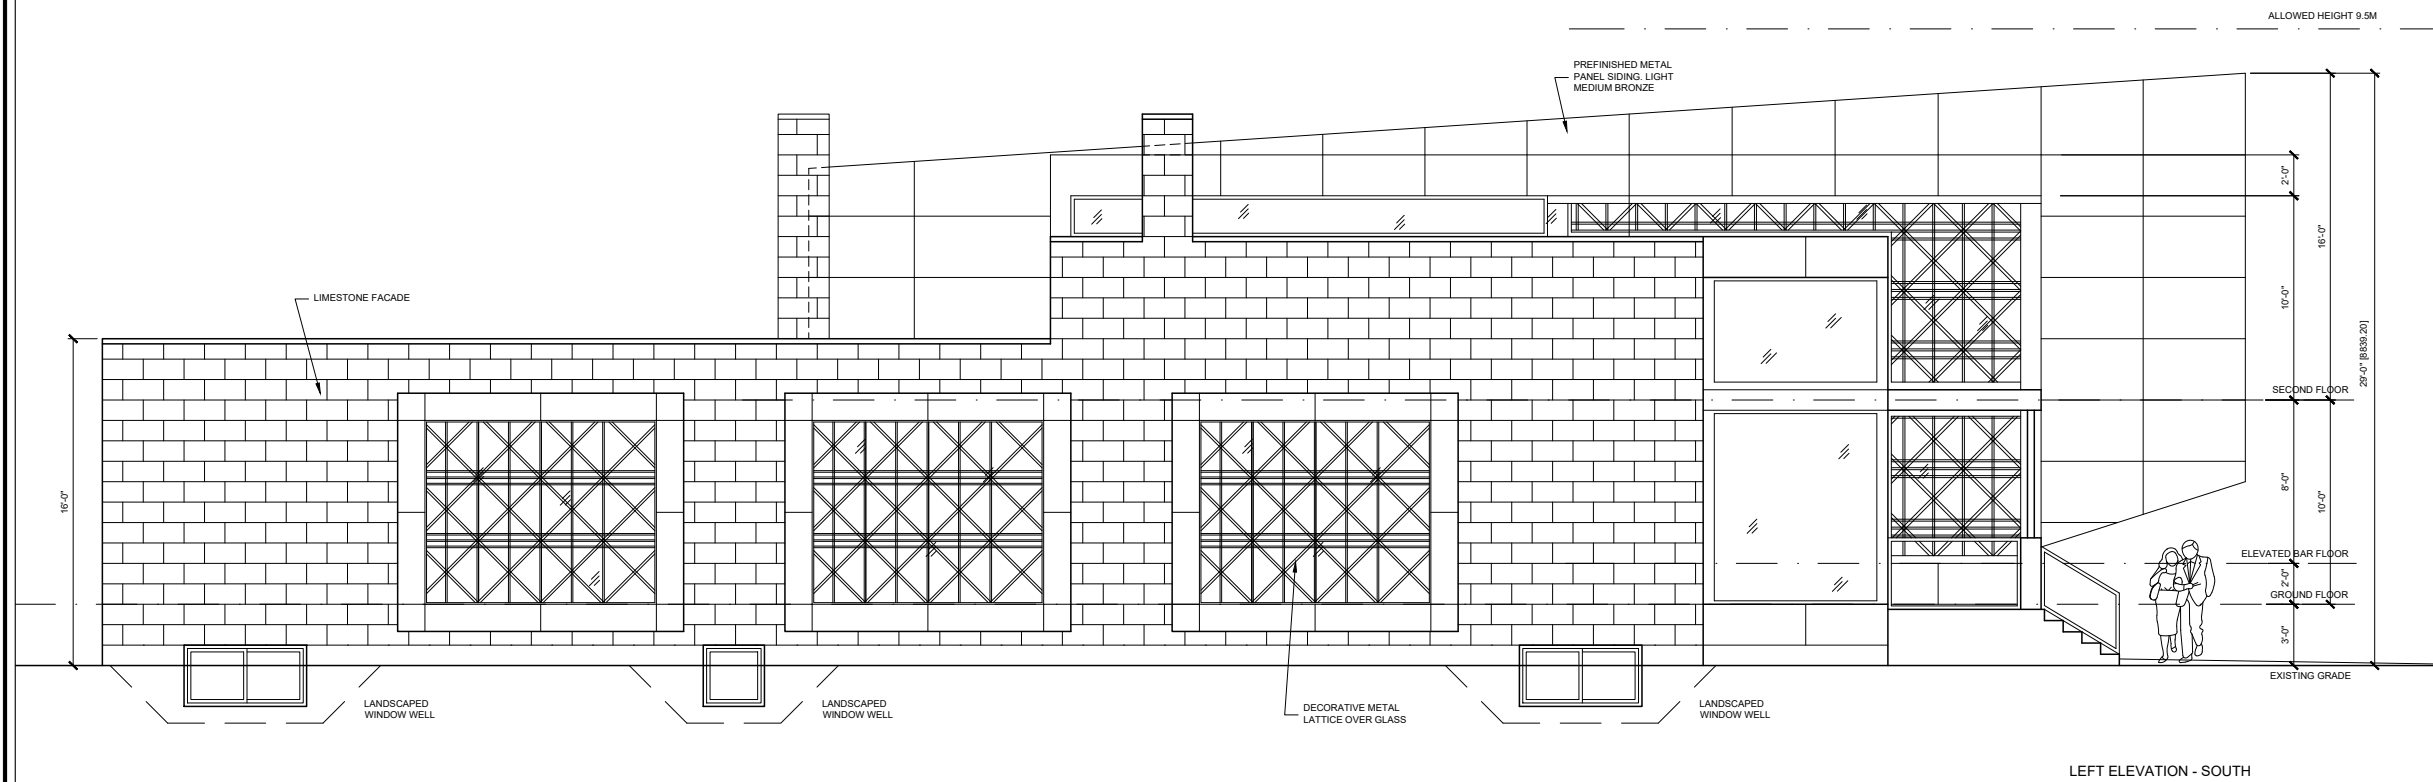 ALLOWED HEIGHT 9.5M
PREFINISHED METAL
PANEL SIDING. LIGHT
MEDIUM BRONZE
2'-0"
16'-0"
LIMESTONE FACADE
10'-0"
29'-0" [8839.20]
SECOND FLOOR
16'-0"
8'-0"
10'-0"
ELEVATED BAR FLOOR
2'-0"
GROUND FLOOR
3'-0"
EXISTING GRADE
LANDSCAPED
WINDOW WELL
LANDSCAPED
WINDOW WELL
DECORATIVE METAL
LATTICE OVER GLASS
LANDSCAPED
WINDOW WELL
LEFT ELEVATION - SOUTH